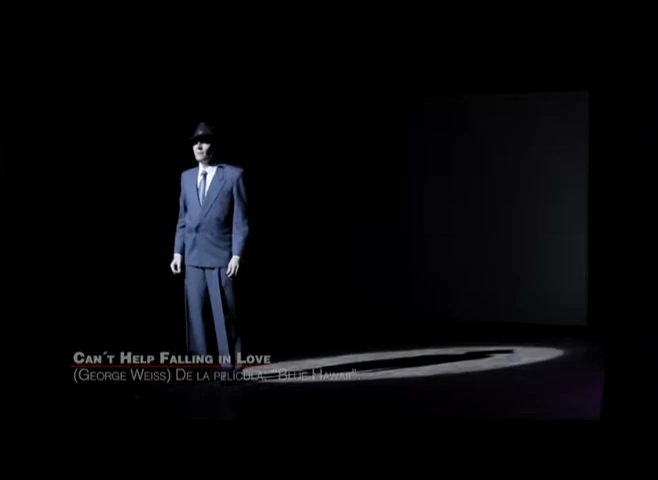 Can´t Help Falling in Love
(George Weiss) De la película: "Blue Hawaii".